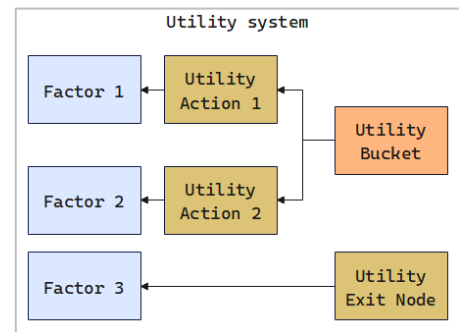 Utility system
Factor 1
Utility
Action 1
Utility
Bucket
Factor 2
Utility
Action 2
Factor 3
Utility
Exit Node